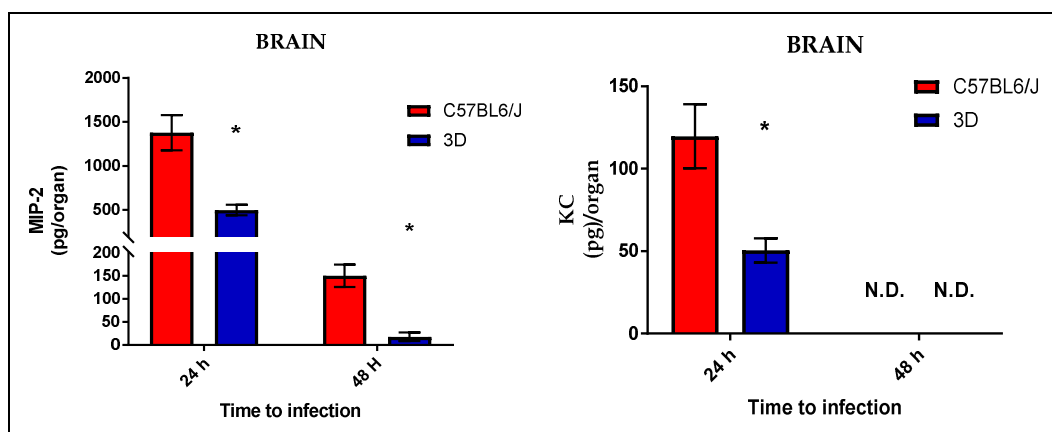 BRAIN
2000
1500
1000
500
200
150
100
50
0
MIP-2
(pg/organ)
C57BL6/J
3D
*
*
24 h
48 H
Time to infection
BRAIN
150
100
50
0
KC
(pg)/organ
C57BL6/J
3D
*
N.D. N.D.
24 h
48 h
Time to infection